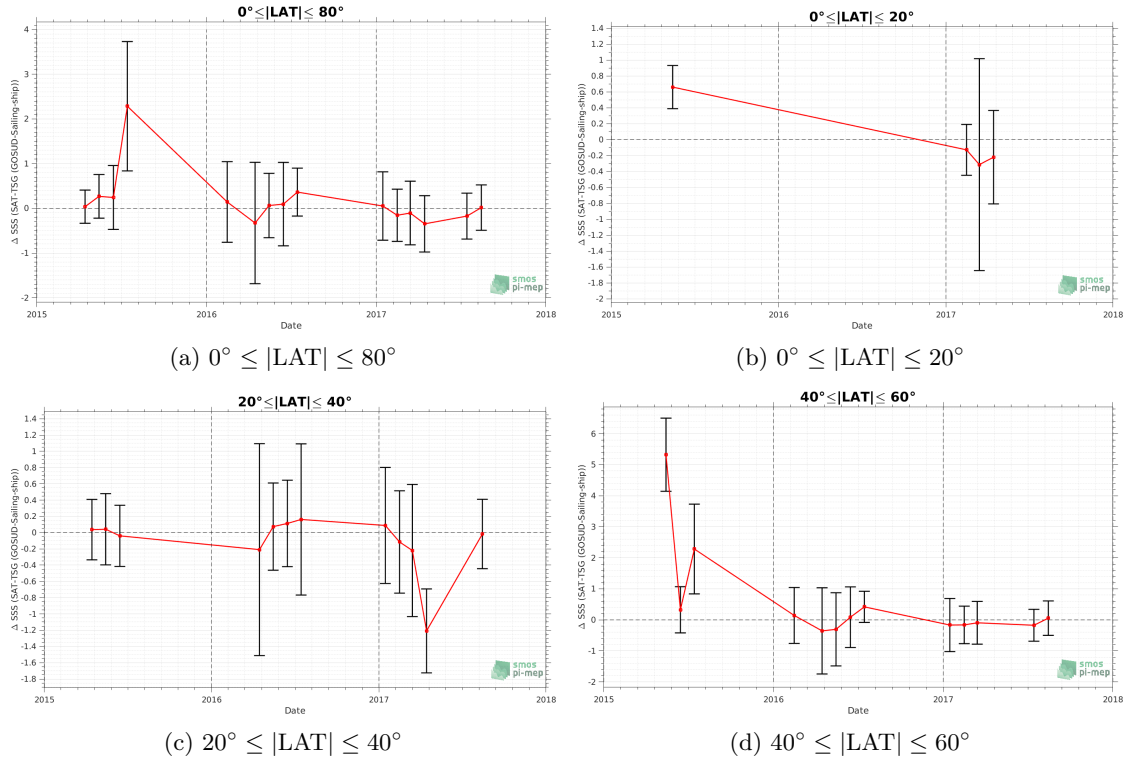 0°≤|LAT|≤ 80°
Δ SSS (SAT-TSG (GOSUD-Sailing-ship))
4
3
2
1
0
-1
-2
2015
2016
2017
2018
Date
smos
pi-mep
(a) 0° ≤ |LAT| ≤ 80°
0°≤|LAT|≤ 20°
Δ SSS (SAT-TSG (GOSUD-Sailing-ship))
1.4
1.2
1
0.8
0.6
0.4
0.2
0
-0.2
-0.4
-0.6
-0.8
-1
-1.2
-1.4
-1.6
-1.8
-2
2015
2016
2017
2018
Date
smos
pi-mep
(b) 0° ≤ |LAT| ≤ 20°
20°≤|LAT|≤ 40°
Δ SSS (SAT-TSG (GOSUD-Sailing-ship))
1.4
1.2
1
0.8
0.6
0.4
0.2
0
-0.2
-0.4
-0.6
-0.8
-1
-1.2
-1.4
-1.6
-1.8
2015
2016
2017
2018
Date
smos
pi-mep
(c) 20° ≤ |LAT| ≤ 40°
40°≤|LAT|≤ 60°
Δ SSS (SAT-TSG (GOSUD-Sailing-ship))
6
5
4
3
2
1
0
-1
-2
2015
2016
2017
2018
Date
smos
pi-mep
(d) 40° ≤ |LAT| ≤ 60°